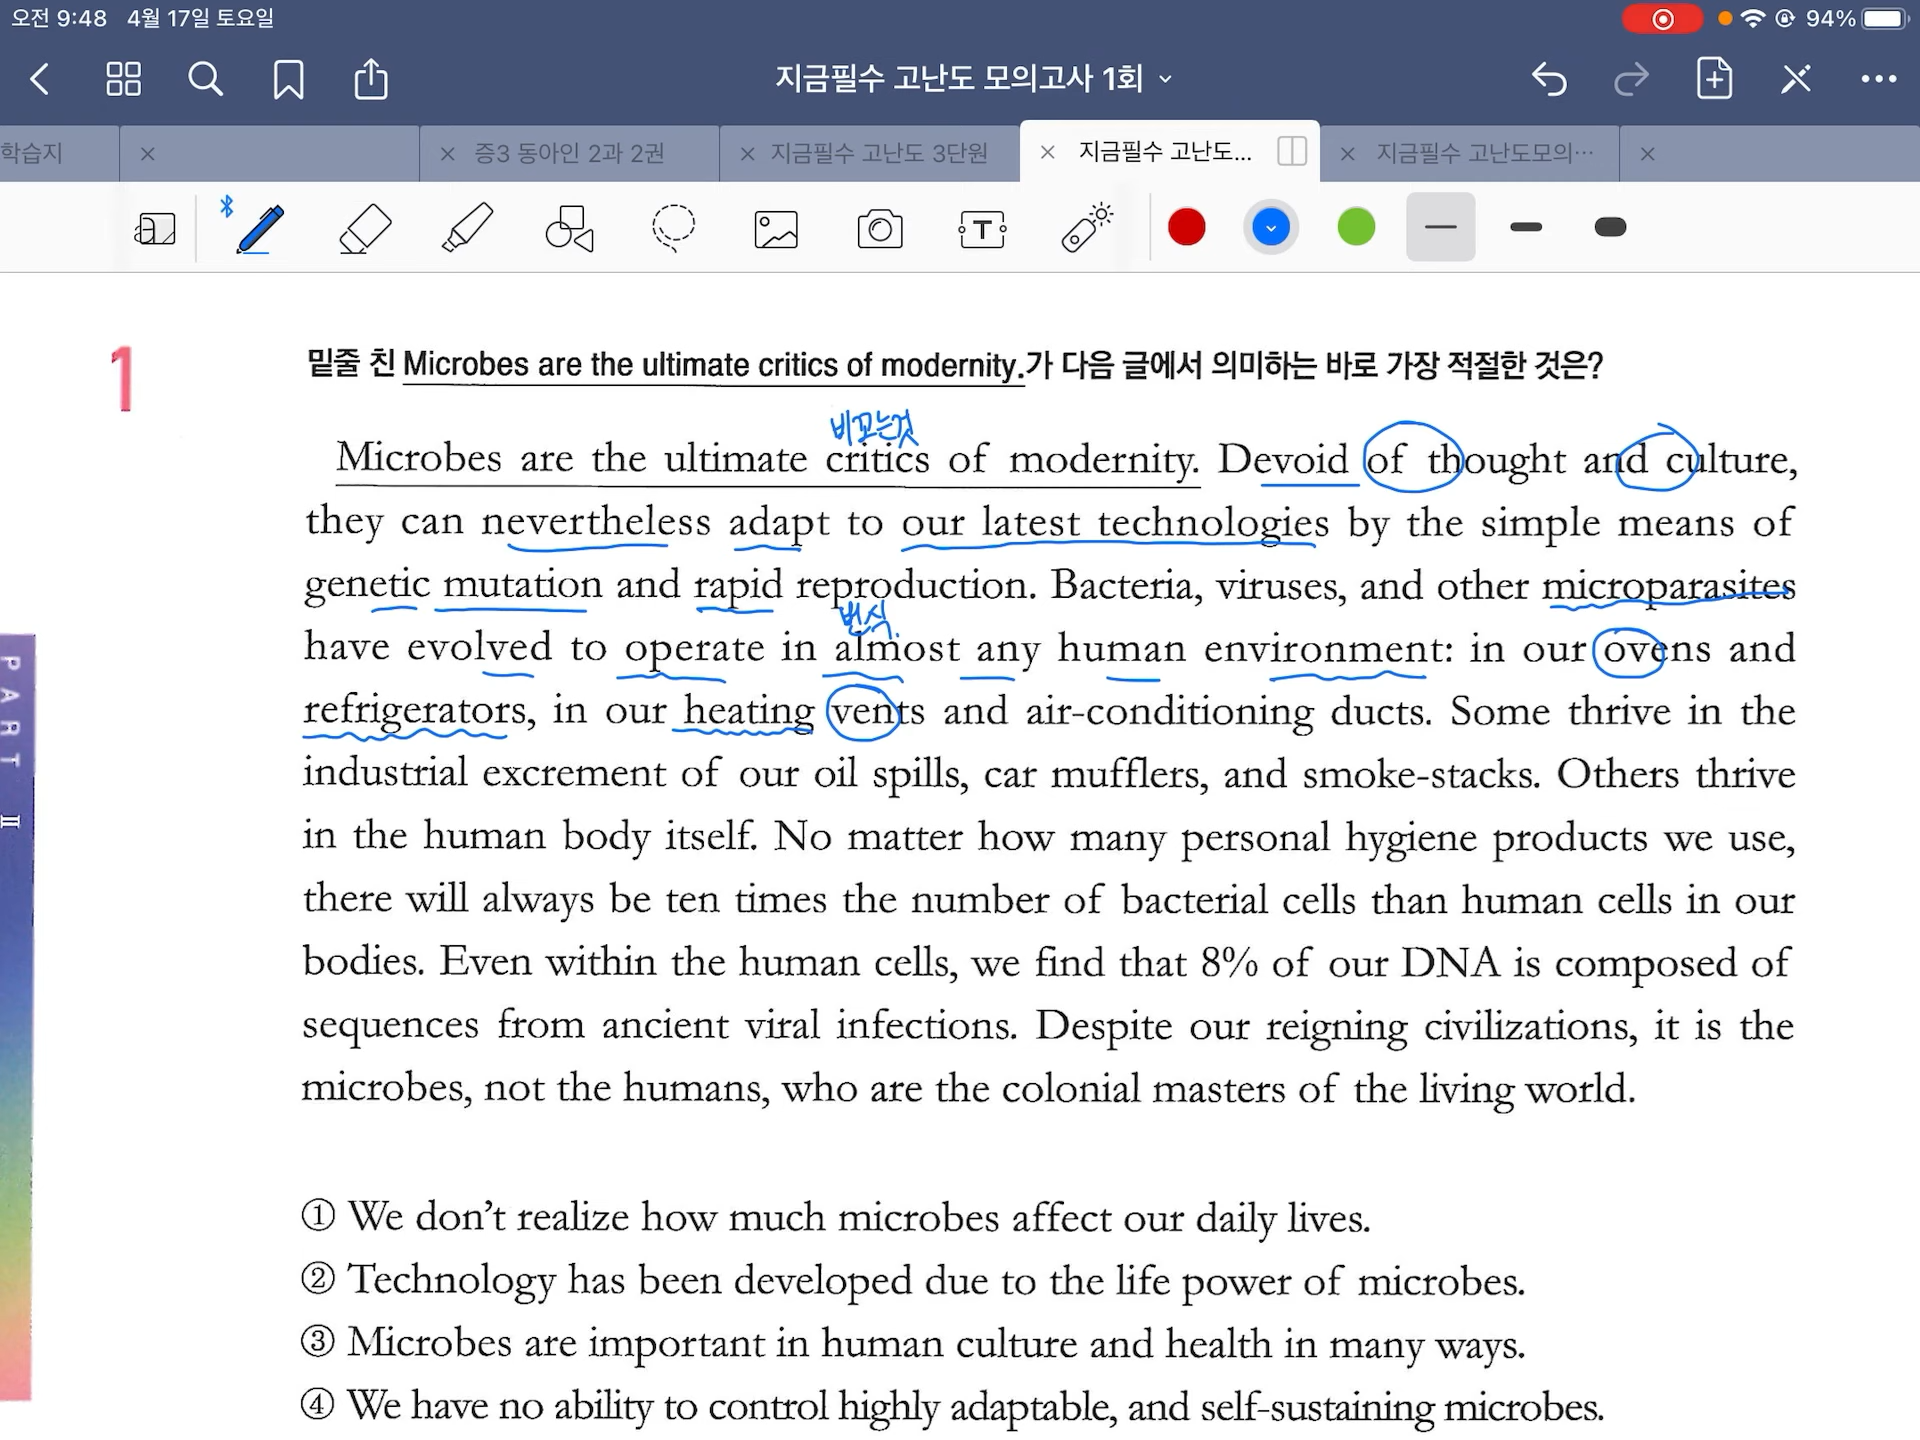 오전 9:48 4월 17일 토요일
94%
지금필수 고난도 모의고사 1회
학습지
중3 동아인 2과 2권
지금필수 고난도 3단원
지금필수 고난도...
지금필수 고난도모의...
1
밑줄 친 Microbes are the ultimate critics of modernity.가 다음 글에서 의미하는 바로 가장 적절한 것은?
비꼬는것
Microbes are the ultimate critics of modernity. Devoid of thought and culture,
they can nevertheless adapt to our latest technologies by the simple means of
genetic mutation and rapid reproduction. Bacteria, viruses, and other microparasites
번식.
have evolved to operate in almost any human environment: in our ovens and
refrigerators, in our heating vents and air-conditioning ducts. Some thrive in the
industrial excrement of our oil spills, car mufflers, and smoke-stacks. Others thrive
in the human body itself. No matter how many personal hygiene products we use,
there will always be ten times the number of bacterial cells than human cells in our
bodies. Even within the human cells, we find that 8% of our DNA is composed of
sequences from ancient viral infections. Despite our reigning civilizations, it is the
microbes, not the humans, who are the colonial masters of the living world.
PART Ⅱ
① We don't realize how much microbes affect our daily lives.
② Technology has been developed due to the life power of microbes.
③ Microbes are important in human culture and health in many ways.
④ We have no ability to control highly adaptable, and self-sustaining microbes.